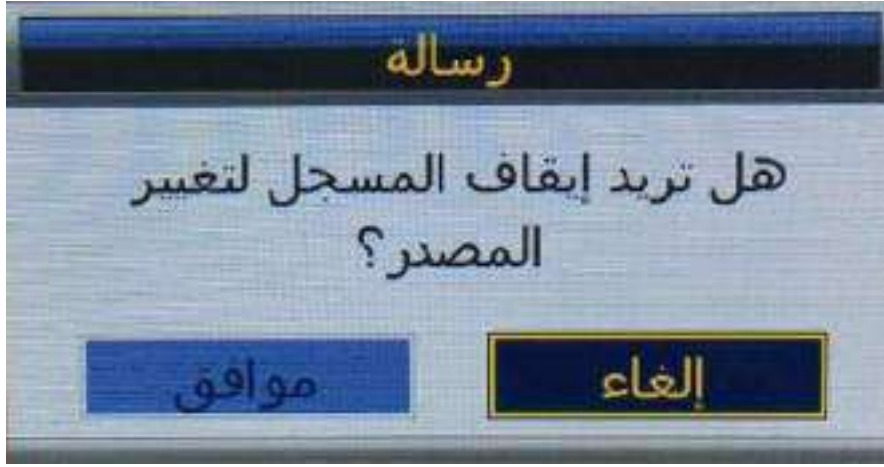 رسالة
هل تريد إيقاف المسجل لتغيير
المصدر؟
إلغاء
موافق